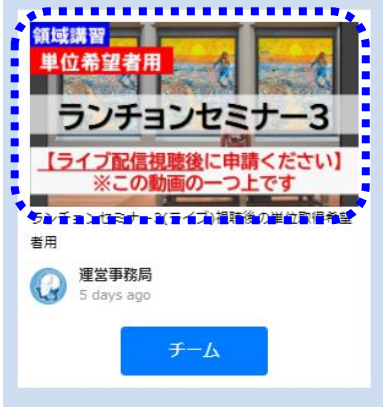 領域講習
単位希望者用
ランチョンセミナー3
【ライブ配信視聴後に申請ください】
※この動画の一つ上です
ランチョンセミナー3(ライブ)視聴後の単位取得希望
者用
運営事務局
5 days ago
チーム